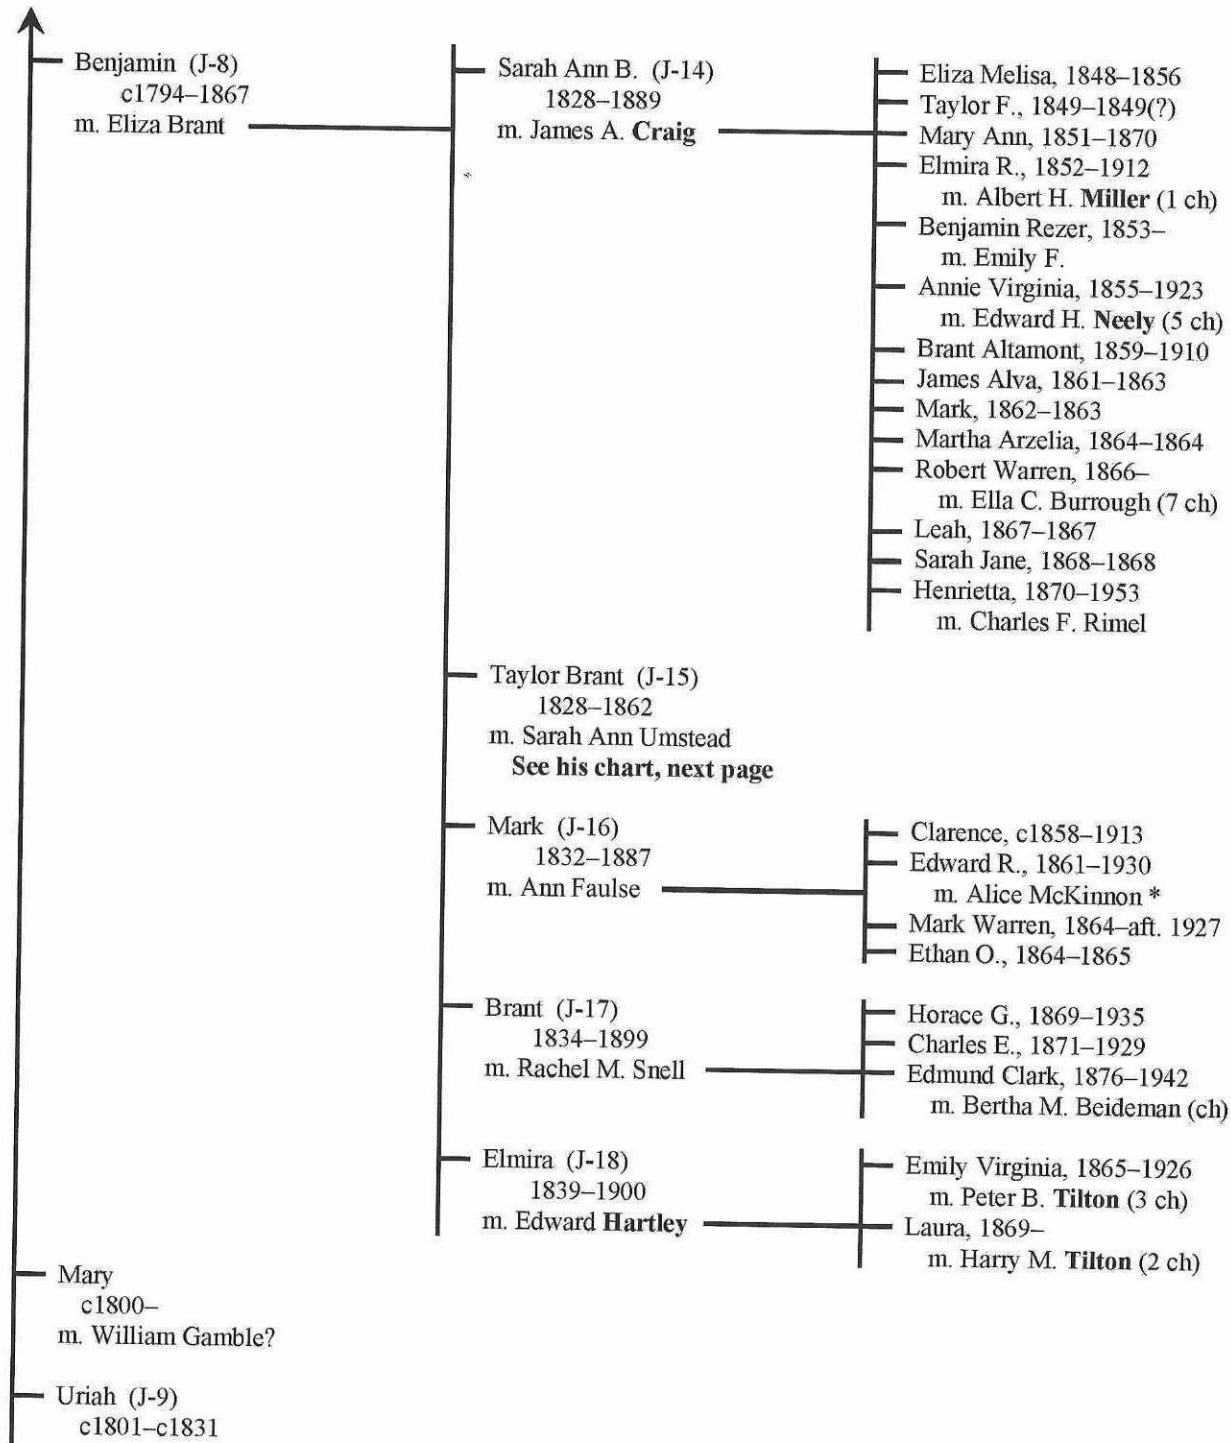 Benjamin (J-8)
c1794–1867
m. Eliza Brant
Sarah Ann B. (J-14)
1828–1889
m. James A. Craig
Eliza Melisa, 1848–1856
Taylor F., 1849–1849(?)
Mary Ann, 1851–1870
Elmira R., 1852–1912
m. Albert H. Miller (1 ch)
Benjamin Rezer, 1853–
m. Emily F.
Annie Virginia, 1855–1923
m. Edward H. Neely (5 ch)
Brant Altamont, 1859–1910
James Alva, 1861–1863
Mark, 1862–1863
Martha Arzelia, 1864–1864
Robert Warren, 1866–
m. Ella C. Burrough (7 ch)
Leah, 1867–1867
Sarah Jane, 1868–1868
Henrietta, 1870–1953
m. Charles F. Rimel
Taylor Brant (J-15)
1828–1862
m. Sarah Ann Umstead
See his chart, next page
Mark (J-16)
1832–1887
m. Ann Faulse
Clarence, c1858–1913
Edward R., 1861–1930
m. Alice McKinnon *
Mark Warren, 1864–aft. 1927
Ethan O., 1864–1865
Brant (J-17)
1834–1899
m. Rachel M. Snell
Horace G., 1869–1935
Charles E., 1871–1929
Edmund Clark, 1876–1942
m. Bertha M. Beideman (ch)
Elmira (J-18)
1839–1900
m. Edward Hartley
Emily Virginia, 1865–1926
m. Peter B. Tilton (3 ch)
Laura, 1869–
m. Harry M. Tilton (2 ch)
Mary
c1800–
m. William Gamble?
Uriah (J-9)
c1801–c1831